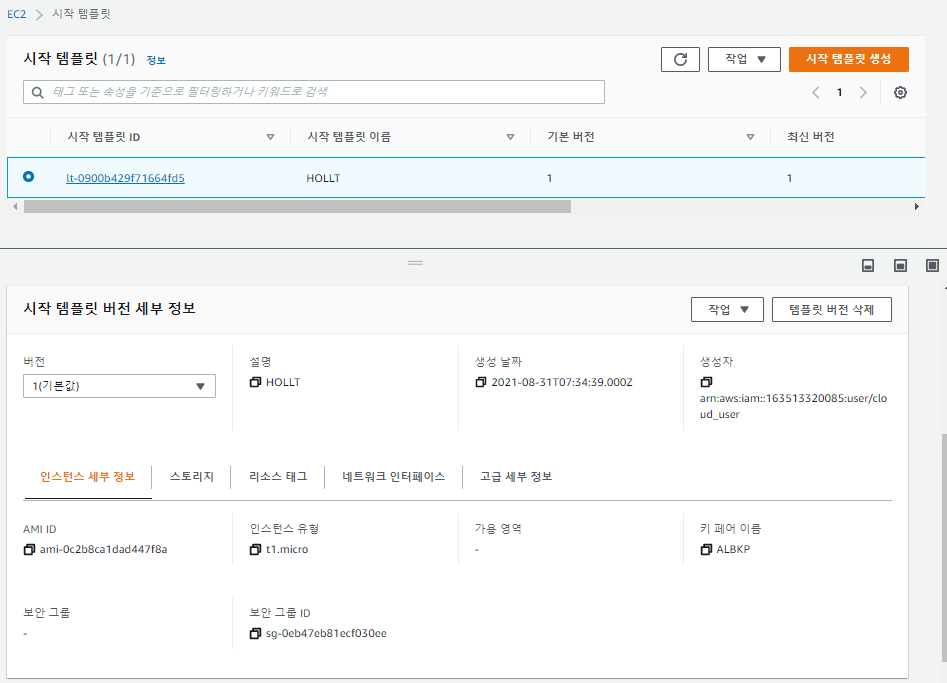 EC2 > 시작 템플릿
시작 템플릿 (1/1) 정보
작업
시작 템플릿 생성
태그 또는 속성을 기준으로 필터링하거나 키워드로 검색
1
시작 템플릿 ID 시작 템플릿 이름 기본 버전 최신 버전
lt-0900b429f71664fd5 HOLLT 1 1
시작 템플릿 버전 세부 정보
작업
템플릿 버전 삭제
버전 설명 생성 날짜 생성자
1(기본값) HOLLT 2021-08-31T07:34:39.000Z
arn:aws:iam::163513320085:user/clo
ud_user
인스턴스 세부 정보 스토리지 리소스 태그 네트워크 인터페이스 고급 세부 정보
AMI ID 인스턴스 유형 가용 영역 키 페어 이름
ami-0c2b8ca1dad447f8a t1.micro - ALBKP
보안 그룹 보안 그룹 ID
- sg-0eb47eb81ecf030ee